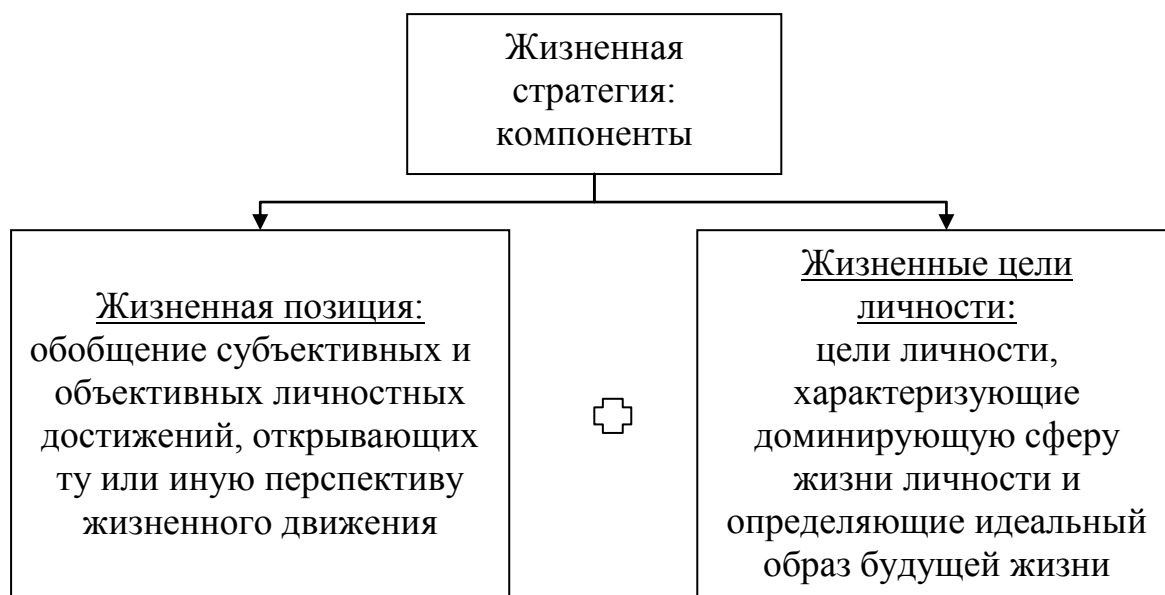 Жизненная
стратегия:
компоненты
Жизненная позиция:
обобщение субъективных и
объективных личностных
достижений, открывающих
ту или иную перспективу
жизненного движения
Жизненные цели
личности:
цели личности,
характеризующие
доминирующую сферу
жизни личности и
определяющие идеальный
образ будущей жизни